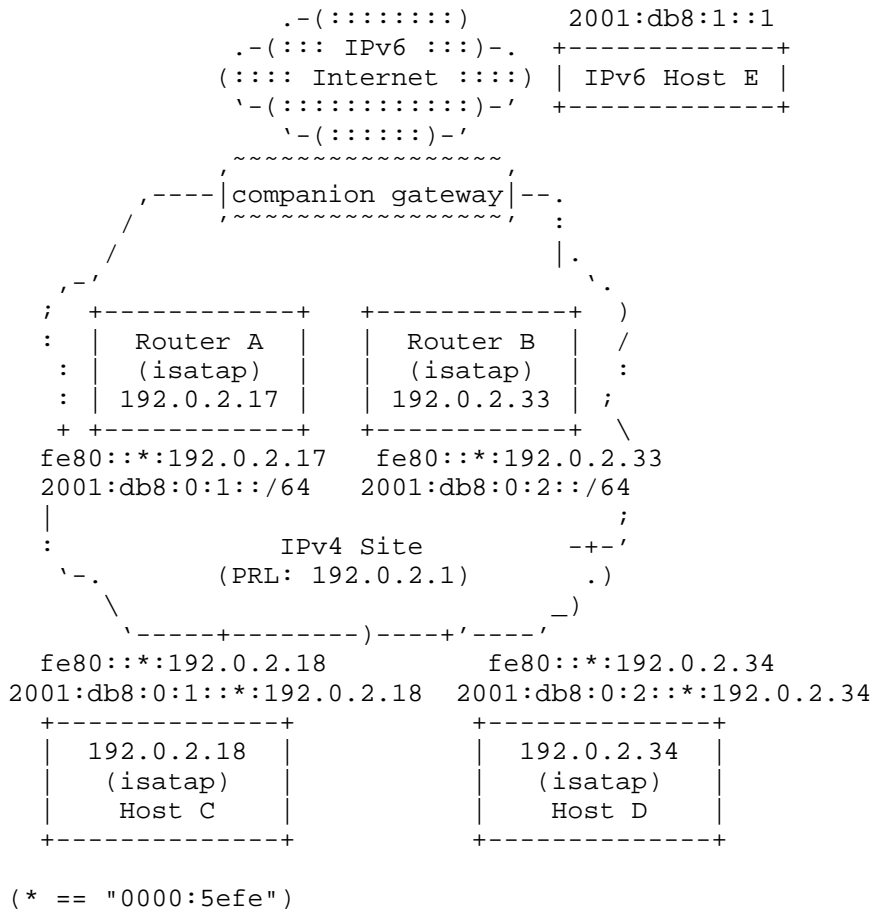 .-(::::::::)      2001:db8:1::1
.-(::: IPv6 :::)-.  +-------------+
(:::: Internet ::::) | IPv6 Host E |
‘-(::::::::::::)-’  +-------------+
‘-(::::::)-’
,~~~~~~~~~~~~~~~~~,
,----|companion gateway|--.
/     ’~~~~~~~~~~~~~~~~~’  :
/                           |.
,-’                              ‘.
;  +------------+   +------------+  )
:  |  Router A  |   |  Router B  |  /
:  |  (isatap)  |   |  (isatap)  |  :
:  | 192.0.2.17 |   | 192.0.2.33 | ;
+ +------------+   +------------+  \
fe80::*:192.0.2.17   fe80::*:192.0.2.33
2001:db8:0:1::/64   2001:db8:0:2::/64
|                                    ;
:              IPv4 Site         -+-’
‘-.       (PRL: 192.0.2.1)       .)
\                           _)
‘-----+--------)----+’----’
fe80::*:192.0.2.18          fe80::*:192.0.2.34
2001:db8:0:1::*:192.0.2.18  2001:db8:0:2::*:192.0.2.34
+--------------+           +--------------+
|  192.0.2.18  |           |  192.0.2.34  |
|   (isatap)   |           |   (isatap)   |
|    Host C    |           |    Host D    |
+--------------+           +--------------+
(* == "0000:5efe")